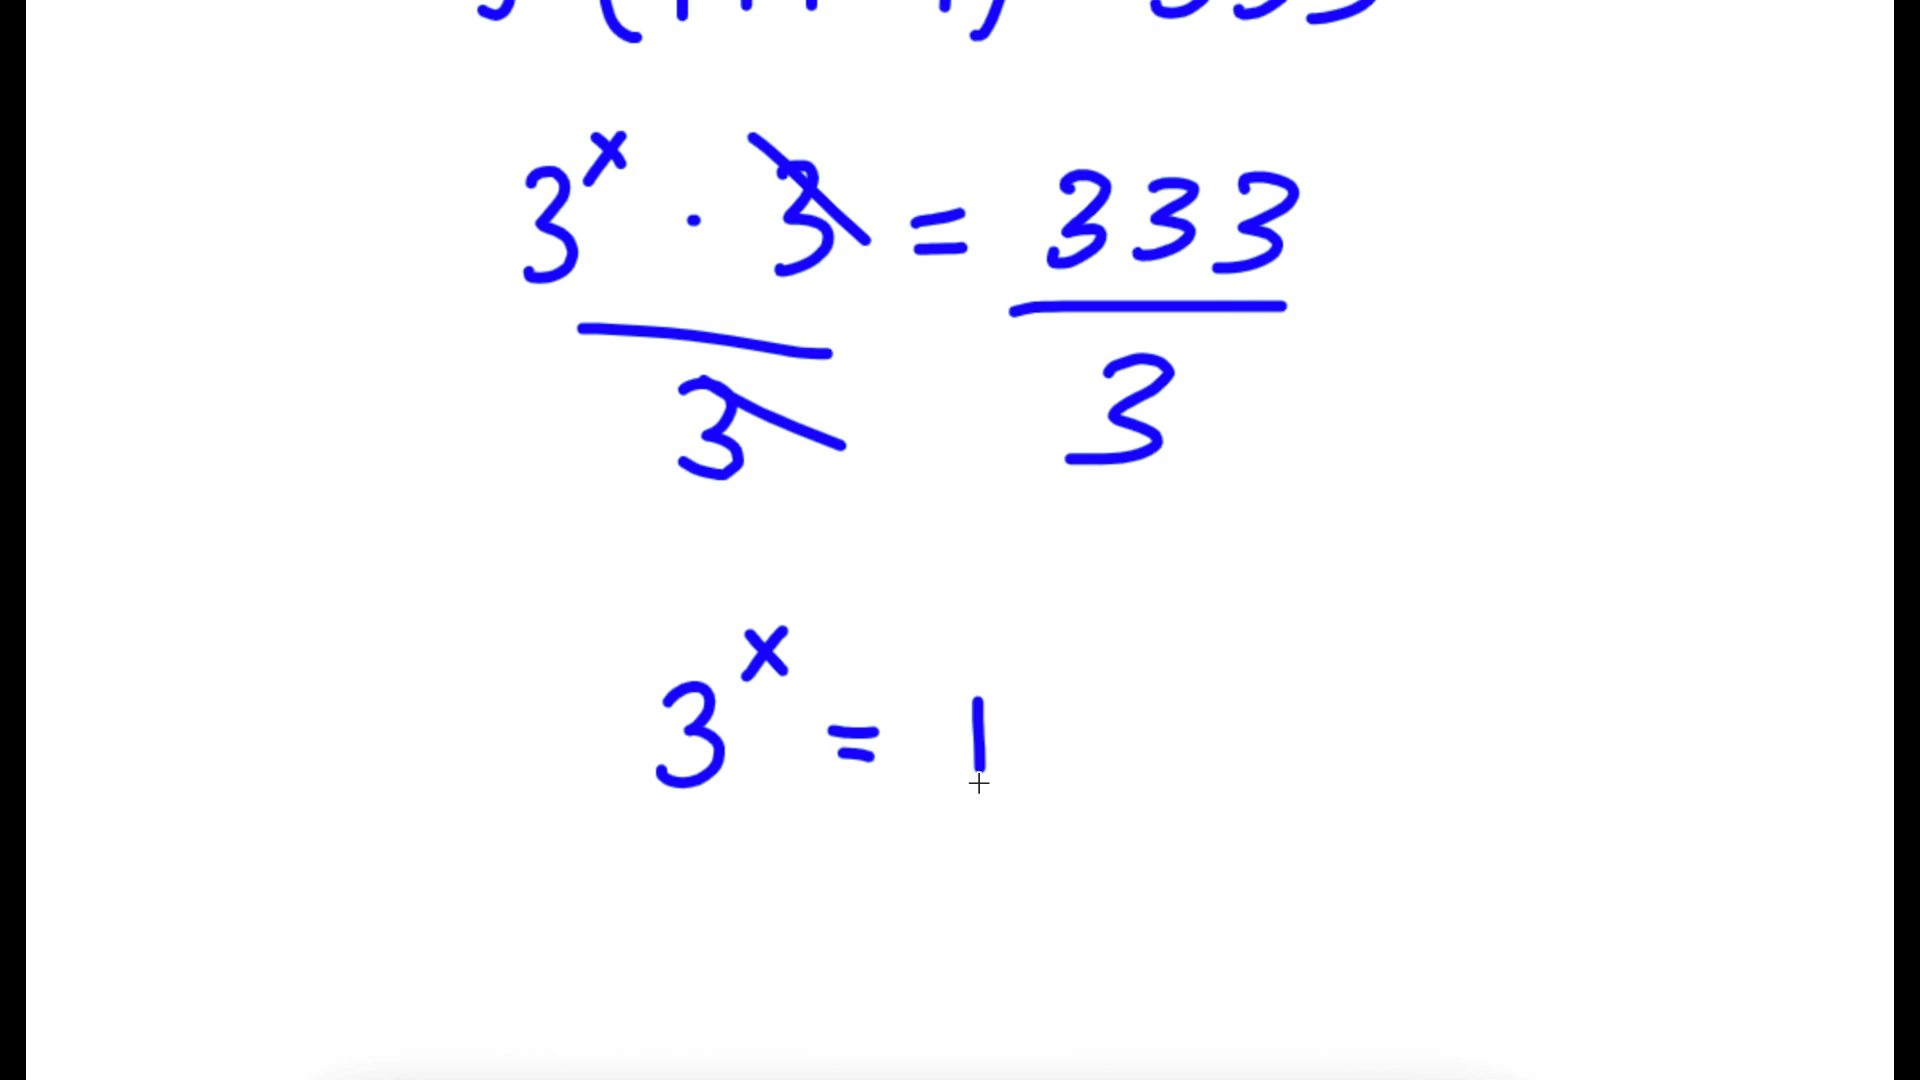 3^x · 3 = 333
3 3
3^x = 1